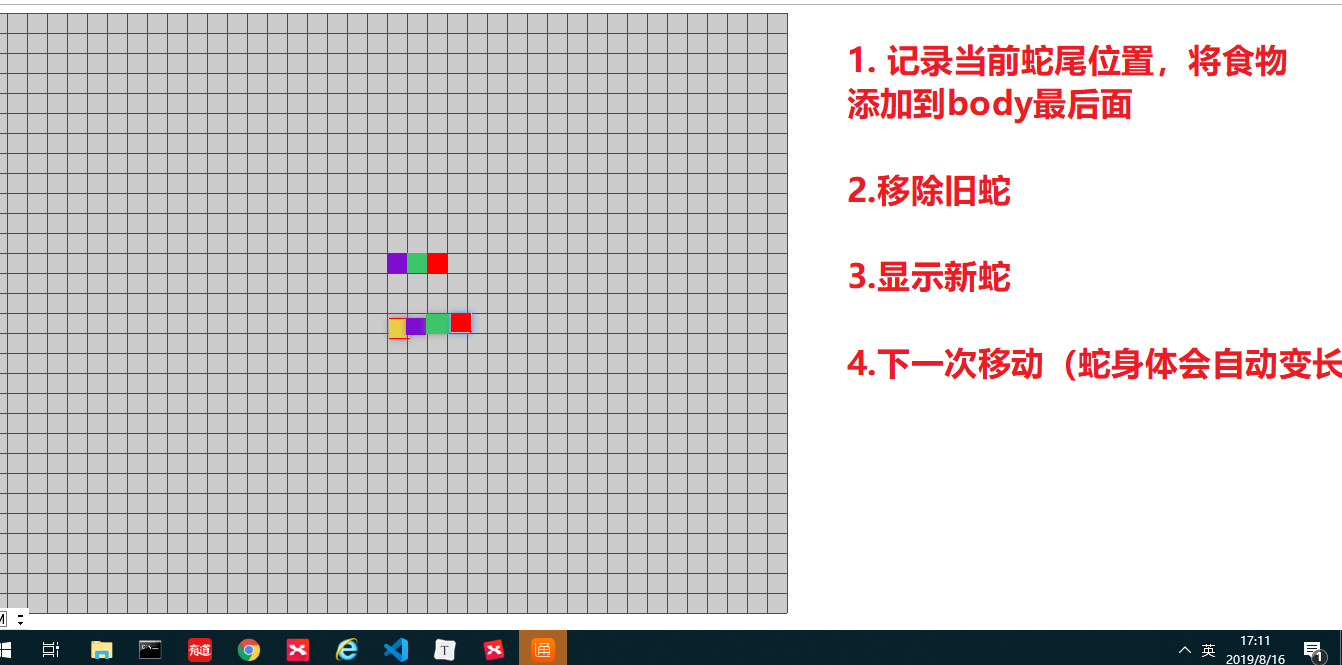 1. 记录当前蛇尾位置，将食物
添加到body最后面
2.移除旧蛇
3.显示新蛇
4.下一次移动（蛇身体会自动变长
M
有道
T
英
17:11
2019/8/16
1